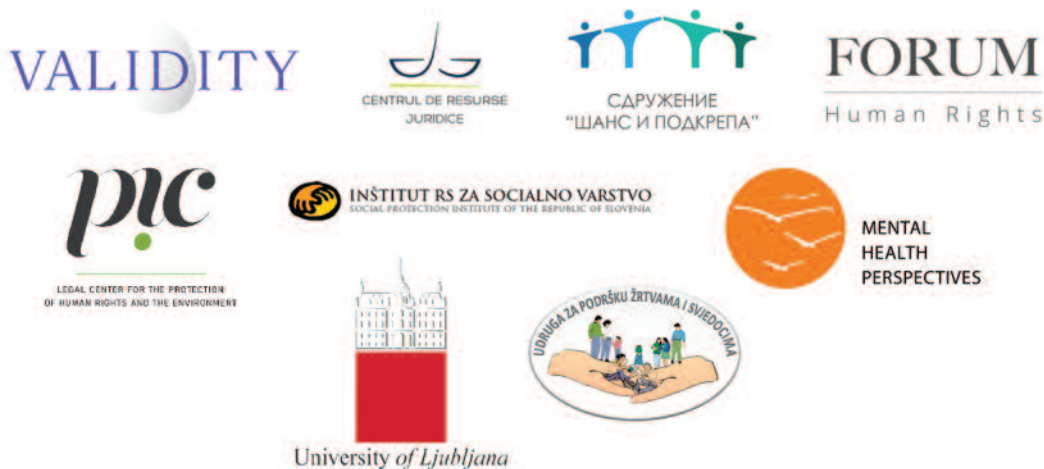 VALIDITY
CENTRUL DE RESURSE
JURIDICE
СДРУЖЕНИЕ
“ШАНС И ПОДКРЕПА”
FORUM
Human Rights
pic
LEGAL CENTER FOR THE PROTECTION
OF HUMAN RIGHTS AND THE ENVIRONMENT
INŠTITUT RS ZA SOCIALNO VARSTVO
SOCIAL PROTECTION INSTITUTE OF THE REPUBLIC OF SLOVENIA
MENTAL
HEALTH
PERSPECTIVES
University of Ljubljana
UDRUGA ZA PODRŠKU ŽRTVAMA I SVJEDOCIMA